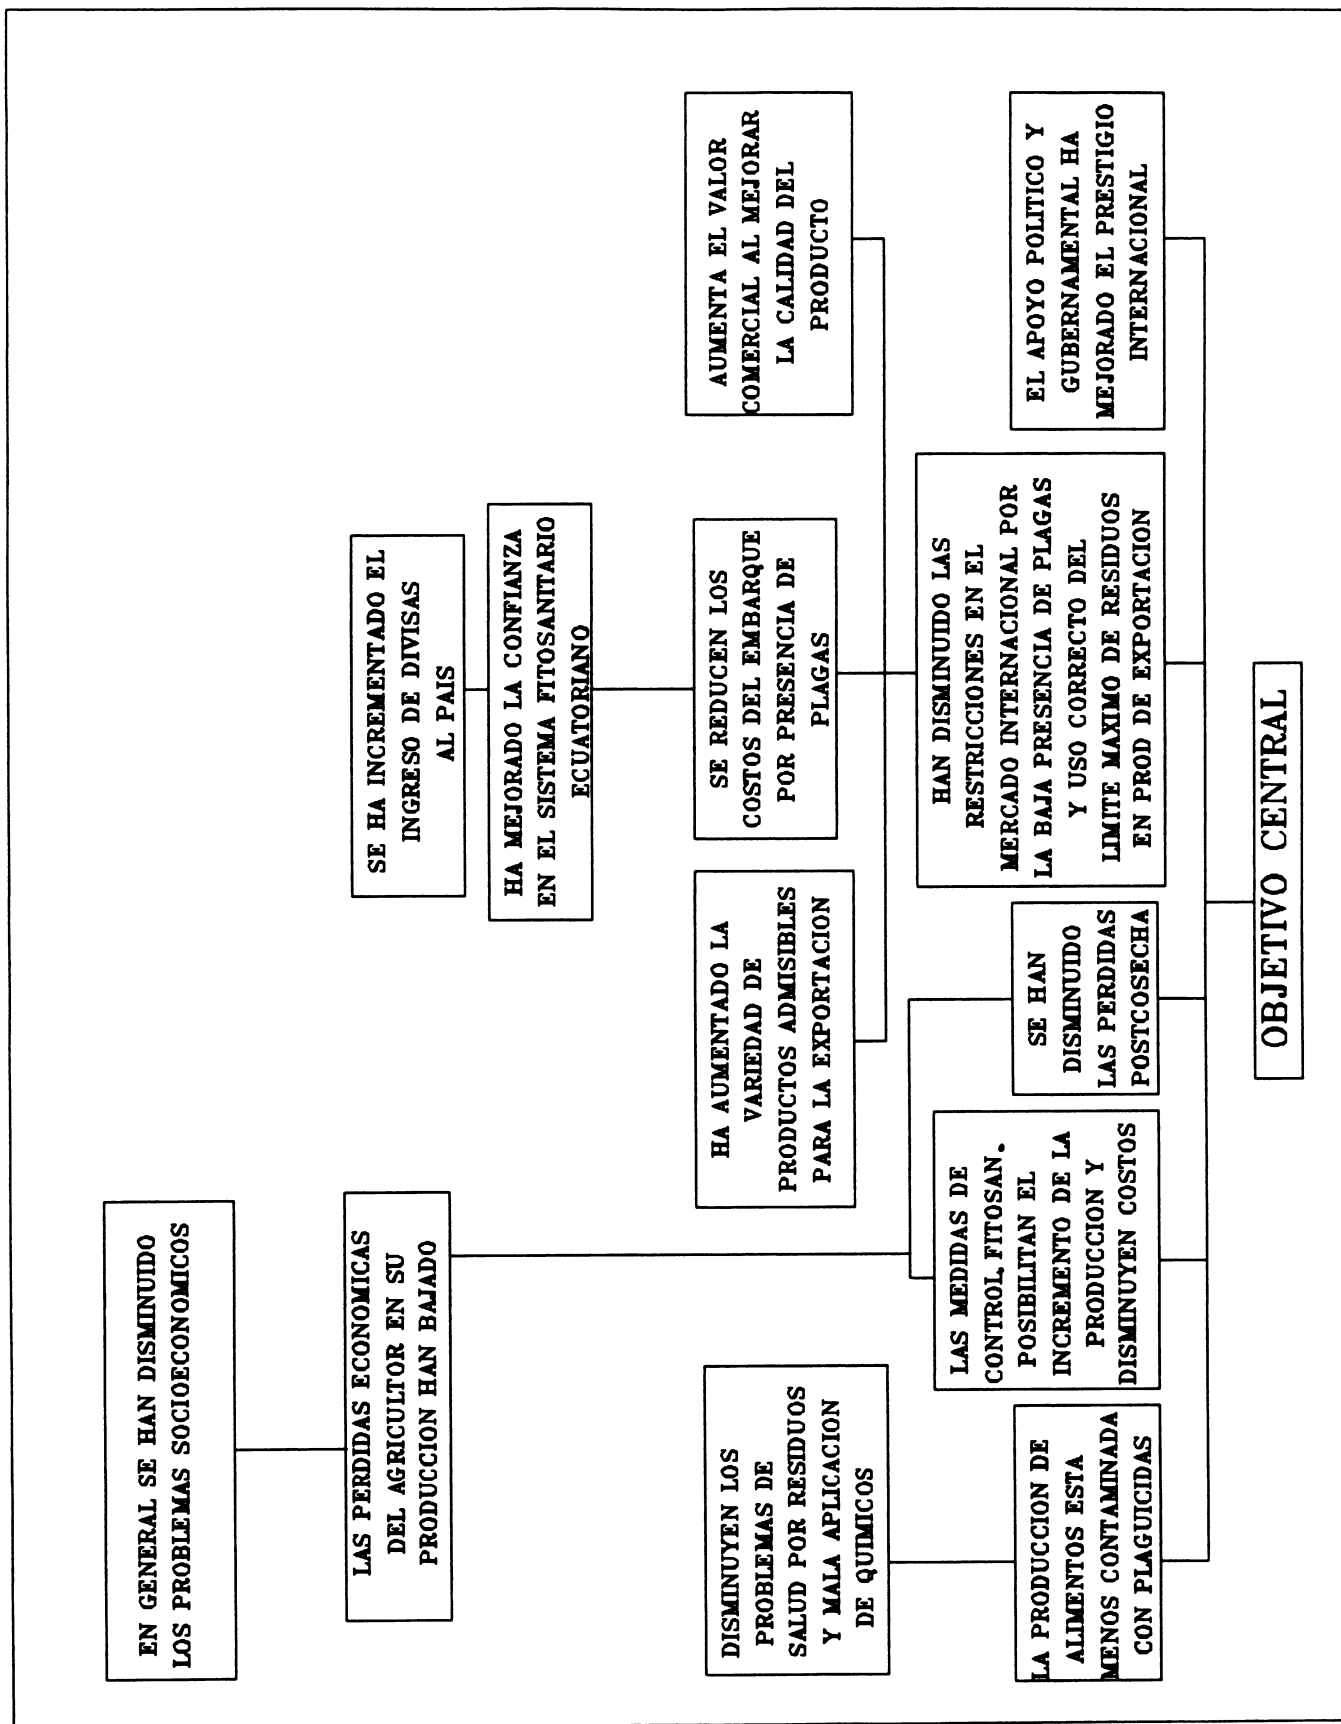 EN GENERAL SE HAN DISMINUIDO
LOS PROBLEMAS SOCIOECONOMICOS
LAS PERDIDAS ECONOMICAS
DEL AGRICULTOR EN SU
PRODUCCION HAN BAJADO
SE HA INCREMENTADO EL
INGRESO DE DIVISAS
AL PAIS
HA MEJORADO LA CONFIANZA
EN EL SISTEMA FITOSANITARIO
ECUATORIANO
DISMINUYEN LOS
PROBLEMAS DE
SALUD POR RESIDUOS
Y MALA APLICACION
DE QUIMICOS
HA AUMENTADO LA
VARIEDAD DE
PRODUCTOS ADMISIBLES
PARA LA EXPORTACION
SE REDUCEN LOS
COSTOS DEL EMBARQUE
POR PRESENCIA DE
PLAGAS
AUMENTA EL VALOR
COMERCIAL AL MEJORAR
LA CALIDAD DEL
PRODUCTO
LA PRODUCCION DE
ALIMENTOS ESTA
MENOS CONTAMINADA
CON PLAGUICIDAS
LAS MEDIDAS DE
CONTROL, FITOSAN.
POSIBILITAN EL
INCREMENTO DE LA
PRODUCCION Y
DISMINUYEN COSTOS
SE HAN
DISMINUIDO
LAS PERDIDAS
POSTCOSECHA
HAN DISMINUIDO LAS
RESTRICCIONES EN EL
MERCADO INTERNACIONAL POR
LA BAJA PRESENCIA DE PLAGAS
Y USO CORRECTO DEL
LIMITE MAXIMO DE RESIDUOS
EN PROD DE EXPORTACION
EL APOYO POLITICO Y
GUBERNAMENTAL HA
MEJORADO EL PRESTIGIO
INTERNACIONAL
OBJETIVO CENTRAL